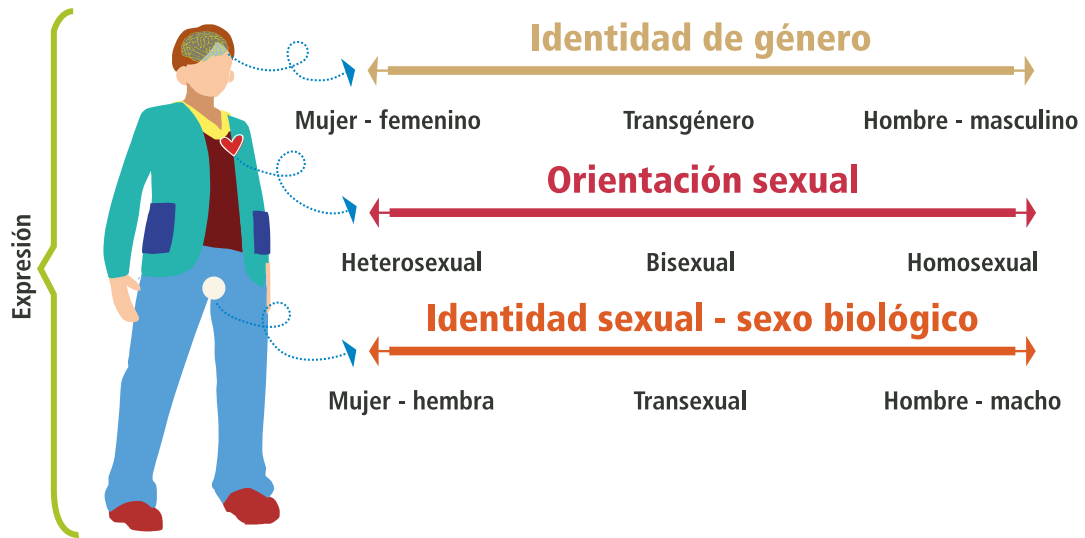 Expresión
Identidad de género
Mujer - femenino Transgénero Hombre - masculino
Orientación sexual
Heterosexual Bisexual Homosexual
Identidad sexual - sexo biológico
Mujer - hembra Transexual Hombre - macho